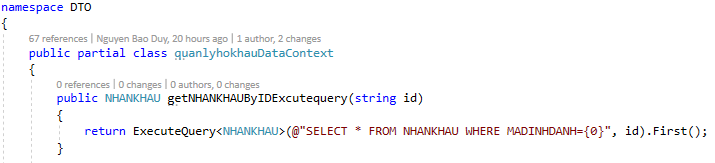 namespace DTO
{
67 references | Nguyen Bao Duy, 20 hours ago | 1 author, 2 changes
public partial class quanlyhokhauDataContext
{
0 references | 0 changes | 0 authors, 0 changes
public NHANKHAU getNHANKHAUByIDExcutequery(string id)
{
return ExecuteQuery<NHANKHAU>(@"SELECT * FROM NHANKHAU WHERE MADINHDANH={0}", id).First();
}